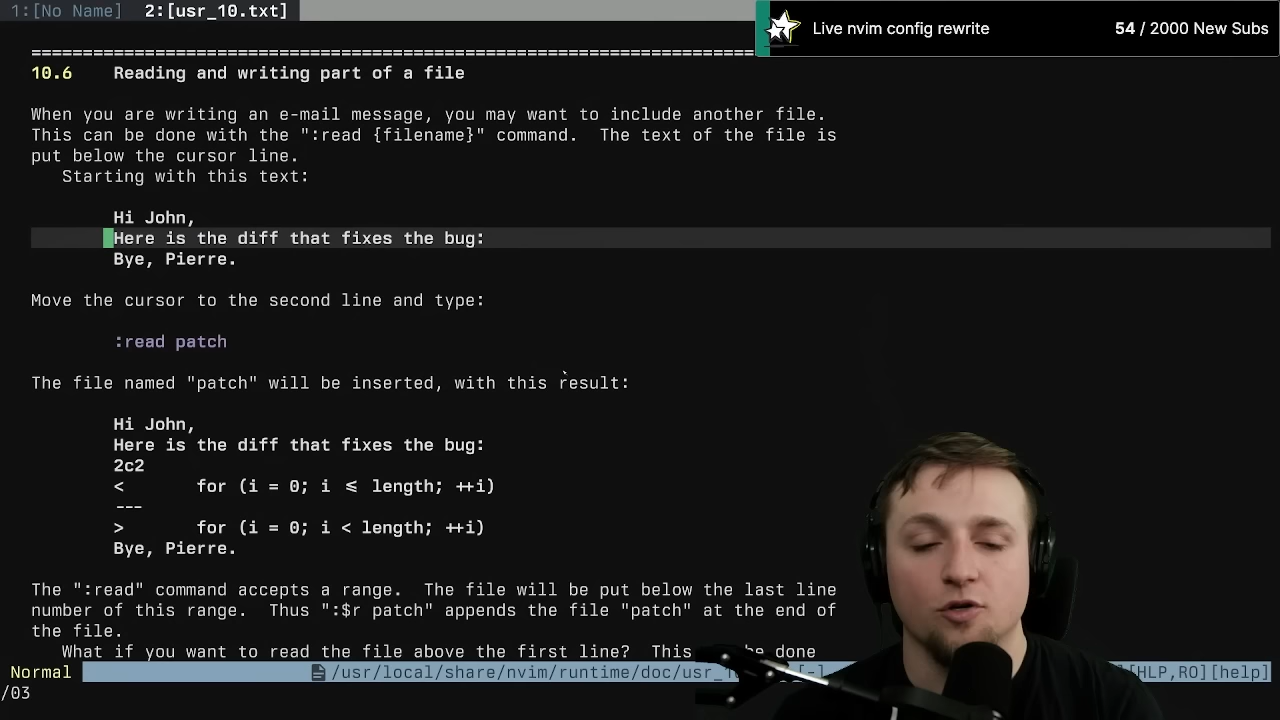 1:[No Name]  2:[usr_10.txt]
Live nvim config rewrite 54 / 2000 New Subs
==============================================================================
10.6 Reading and writing part of a file
When you are writing an e-mail message, you may want to include another file.
This can be done with the ":read {filename}" command.  The text of the file is
put below the cursor line.
Starting with this text:
Hi John,
Here is the diff that fixes the bug:
Bye, Pierre.
Move the cursor to the second line and type:
:read patch
The file named "patch" will be inserted, with this result:
Hi John,
Here is the diff that fixes the bug:
2c2
<       for (i = 0; i <= length; ++i)
---
>       for (i = 0; i < length; ++i)
Bye, Pierre.
The ":read" command accepts a range.  The file will be put below the last line
number of this range.  Thus ":$r patch" appends the file "patch" at the end of
the file.
What if you want to read the file above the first line?  This done
Normal /usr/local/share/nvim/runtime/doc/usr_1 [-] [HLP,RO][help]
/03